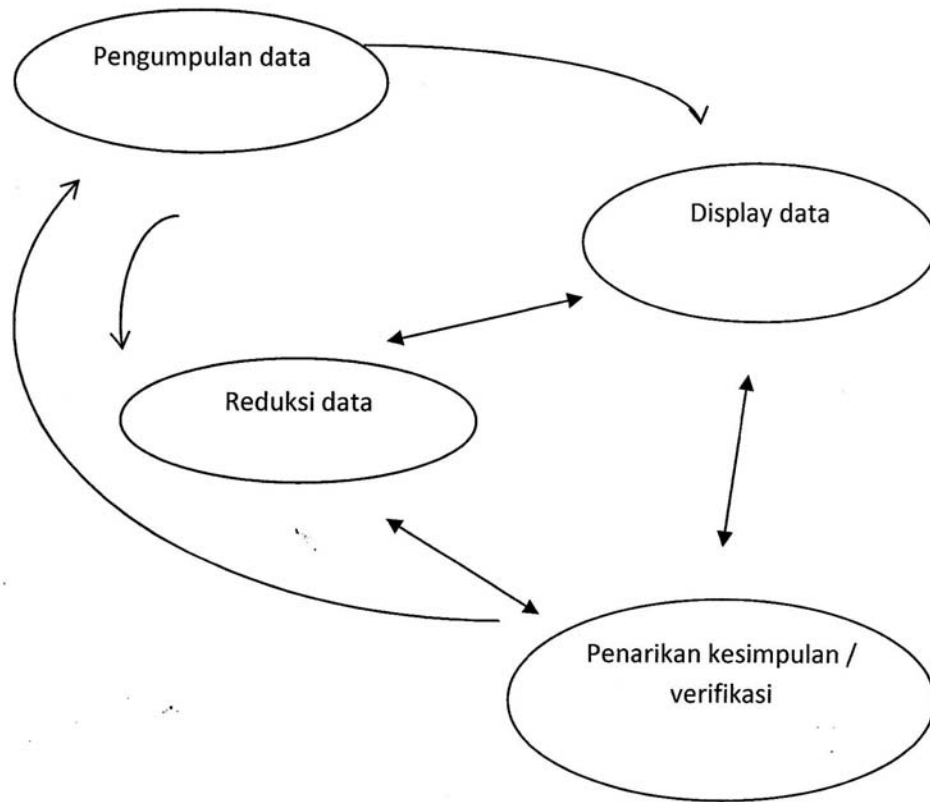 Pengumpulan data
Display data
Reduksi data
Penarikan kesimpulan /
verifikasi